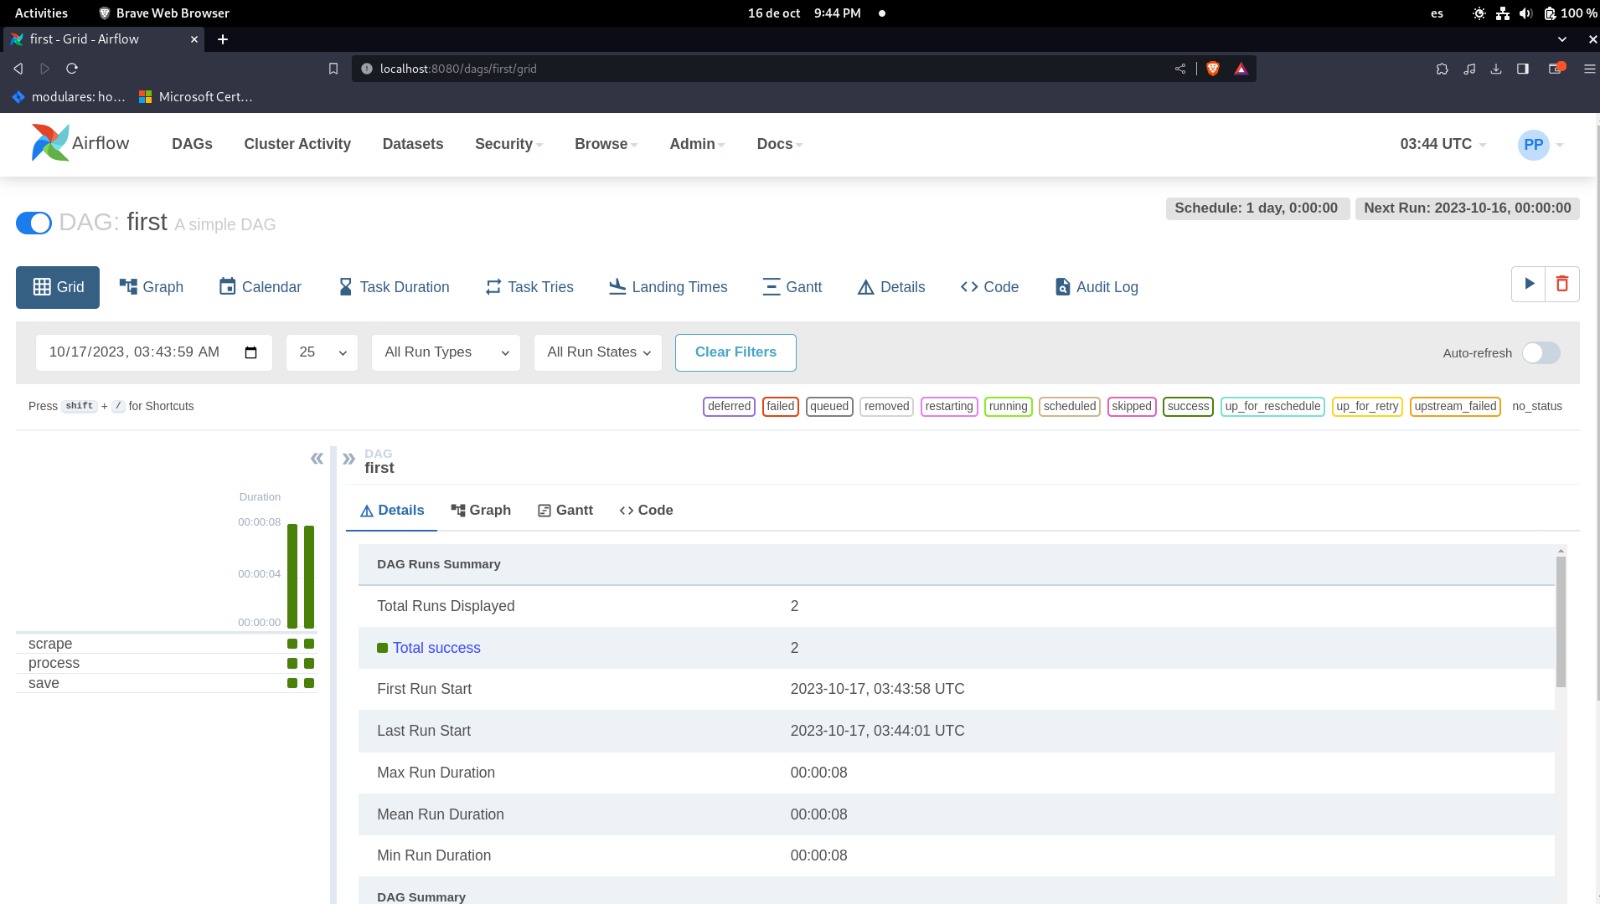 Activities Brave Web Browser 16 de oct 9:44 PM es 100 %
first - Grid - Airflow
localhost:8080/dags/first/grid
modulares: ho... Microsoft Cert...
Airflow DAGs Cluster Activity Datasets Security Browse Admin Docs 03:44 UTC PP
Schedule: 1 day, 0:00:00 Next Run: 2023-10-16, 00:00:00
DAG: first A simple DAG
Grid Graph Calendar Task Duration Task Tries Landing Times Gantt Details Code Audit Log
10/17/2023, 03:43:59 AM 25 All Run Types All Run States Clear Filters Auto-refresh
Press shift + / for Shortcuts deferred failed queued removed restarting running scheduled skipped success up_for_reschedule up_for_retry upstream_failed no_status
DAG
first
Duration
00:00:08
00:00:04
00:00:00
scrape
process
save
Details Graph Gantt Code
DAG Runs Summary
Total Runs Displayed 2
Total success 2
First Run Start 2023-10-17, 03:43:58 UTC
Last Run Start 2023-10-17, 03:44:01 UTC
Max Run Duration 00:00:08
Mean Run Duration 00:00:08
Min Run Duration 00:00:08
DAG Summary